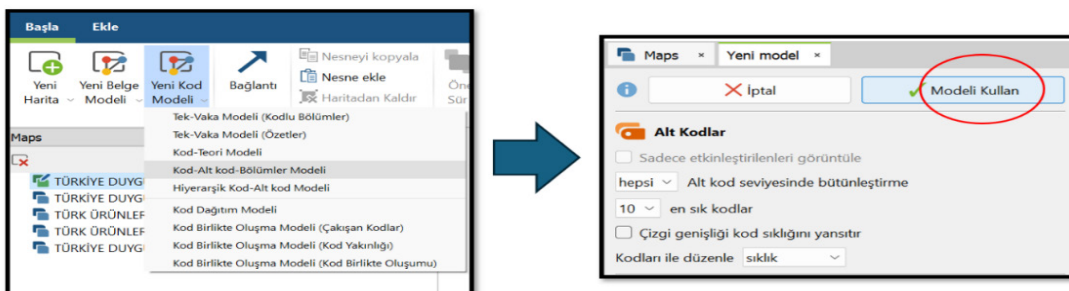 Başla Ekle
Yeni Harita
Yeni Belge Modeli
Yeni Kod Modeli
Bağlantı
Nesneyi kopyala
Nesne ekle
Haritadan Kaldır
Tek-Vaka Modeli (Kodlu Bölümler)
Tek-Vaka Modeli (Özetler)
Kod-Teori Modeli
Kod-Alt kod-Bölümler Modeli
Hiyerarşik Kod-Alt kod Modeli
Kod Dağıtım Modeli
Kod Birlikte Oluşma Modeli (Çakışan Kodlar)
Kod Birlikte Oluşma Modeli (Kod Yakınlığı)
Kod Birlikte Oluşma Modeli (Kod Birlikte Oluşumu)
Maps
TÜRKİYE DUYG
TÜRKİYE DUYG
TÜRK ÜRÜNLER
TÜRK ÜRÜNLER
TÜRKİYE DUYG
Maps × Yeni model ×
İptal Modeli Kullan
Alt Kodlar
Sadece etkinleştirilenleri görüntüle
hepsi Alt kod seviyesinde bütünleştirme
10 en sık kodlar
Çizgi genişliği kod sıklığını yansıtır
Kodları ile düzenle sıklık